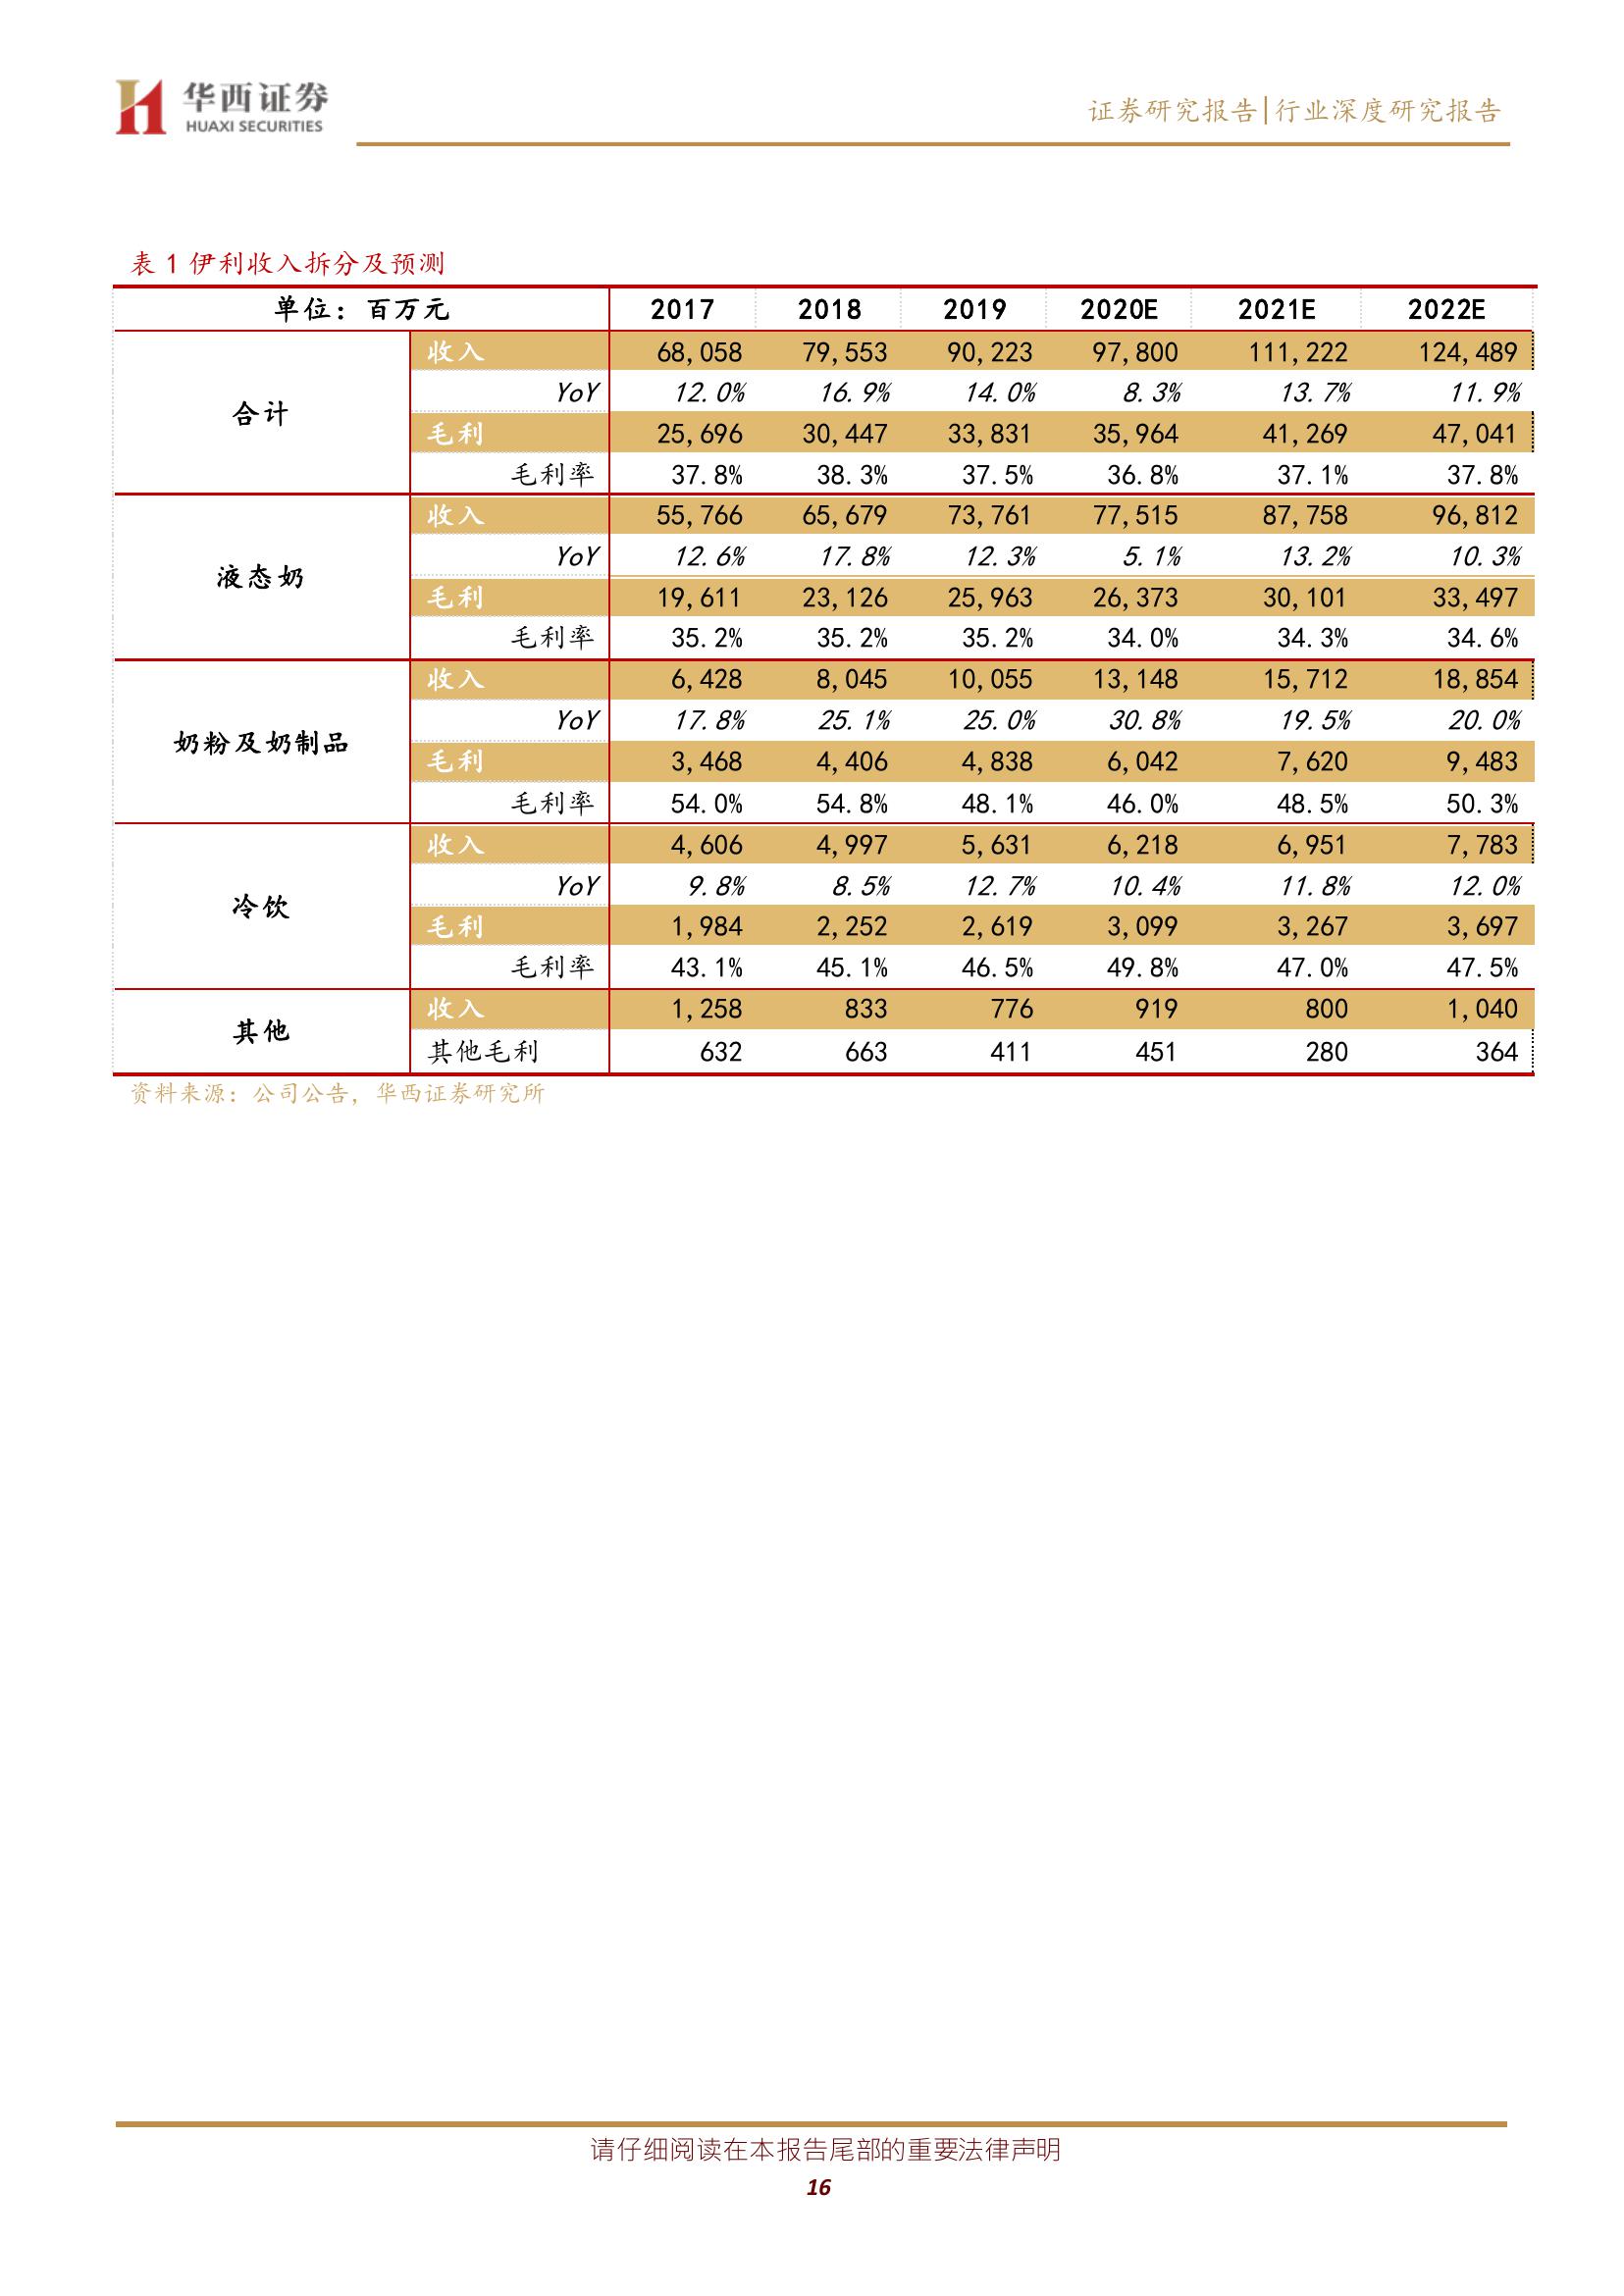 华西证券
HUAXI SECURITIES
证券研究报告|行业深度研究报告
表 1 伊利收入拆分及预测
单位：百万元 2017 2018 2019 2020E 2021E 2022E
合计
收入 68,058 79,553 90,223 97,800 111,222 124,489
YoY 12.0% 16.9% 14.0% 8.3% 13.7% 11.9%
毛利 25,696 30,447 33,831 35,964 41,269 47,041
毛利率 37.8% 38.3% 37.5% 36.8% 37.1% 37.8%
液态奶
收入 55,766 65,679 73,761 77,515 87,758 96,812
YoY 12.6% 17.8% 12.3% 5.1% 13.2% 10.3%
毛利 19,611 23,126 25,963 26,373 30,101 33,497
毛利率 35.2% 35.2% 35.2% 34.0% 34.3% 34.6%
奶粉及奶制品
收入 6,428 8,045 10,055 13,148 15,712 18,854
YoY 17.8% 25.1% 25.0% 30.8% 19.5% 20.0%
毛利 3,468 4,406 4,838 6,042 7,620 9,483
毛利率 54.0% 54.8% 48.1% 46.0% 48.5% 50.3%
冷饮
收入 4,606 4,997 5,631 6,218 6,951 7,783
YoY 9.8% 8.5% 12.7% 10.4% 11.8% 12.0%
毛利 1,984 2,252 2,619 3,099 3,267 3,697
毛利率 43.1% 45.1% 46.5% 49.8% 47.0% 47.5%
其他
收入 1,258 833 776 919 800 1,040
其他毛利 632 663 411 451 280 364
资料来源：公司公告，华西证券研究所
请仔细阅读在本报告尾部的重要法律声明
16